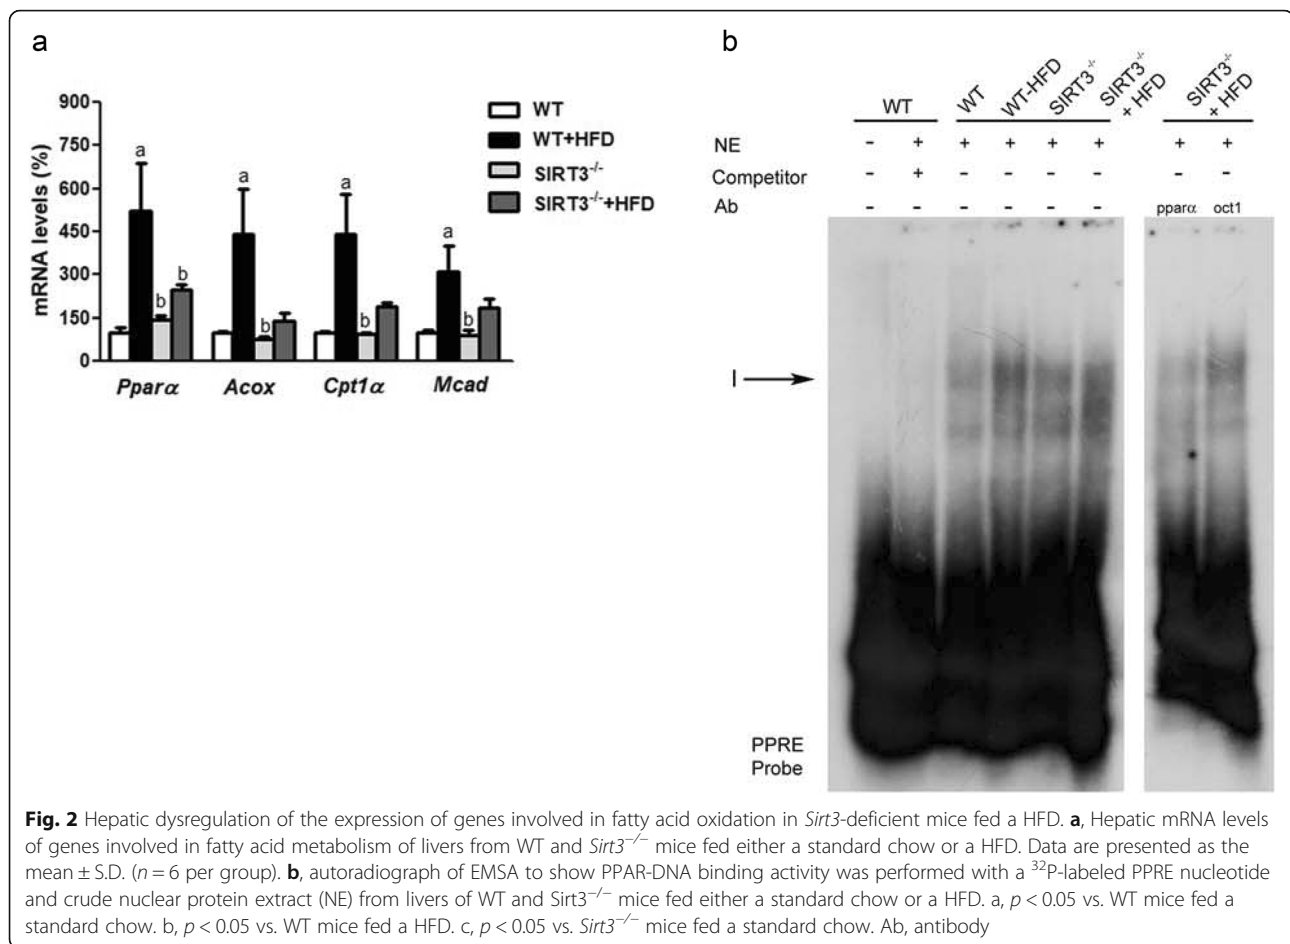 a
b
900
750
600
450
300
150
0
mRNA levels (%)
a
b
b
a
b
a
b
a
b
Pparα
Acox
Cpt1α
Mcad
WT
WT+HFD
SIRT3-/-
SIRT3-/-+HFD
WT
WT
WT-HFD
SIRT3-/-
SIRT3-/-
+ HFD
SIRT3-/-
+ HFD
NE - + + + + + + +
Competitor - + - - - - - -
Ab - - - - - - pparα oct1
I
PPRE
Probe
Fig. 2 Hepatic dysregulation of the expression of genes involved in fatty acid oxidation in Sirt3-deficient mice fed a HFD. a, Hepatic mRNA levels
of genes involved in fatty acid metabolism of livers from WT and Sirt3−/− mice fed either a standard chow or a HFD. Data are presented as the
mean ± S.D. (n = 6 per group). b, autoradiograph of EMSA to show PPAR-DNA binding activity was performed with a 32P-labeled PPRE nucleotide
and crude nuclear protein extract (NE) from livers of WT and Sirt3−/− mice fed either a standard chow or a HFD. a, p < 0.05 vs. WT mice fed a
standard chow. b, p < 0.05 vs. WT mice fed a HFD. c, p < 0.05 vs. Sirt3−/− mice fed a standard chow. Ab, antibody